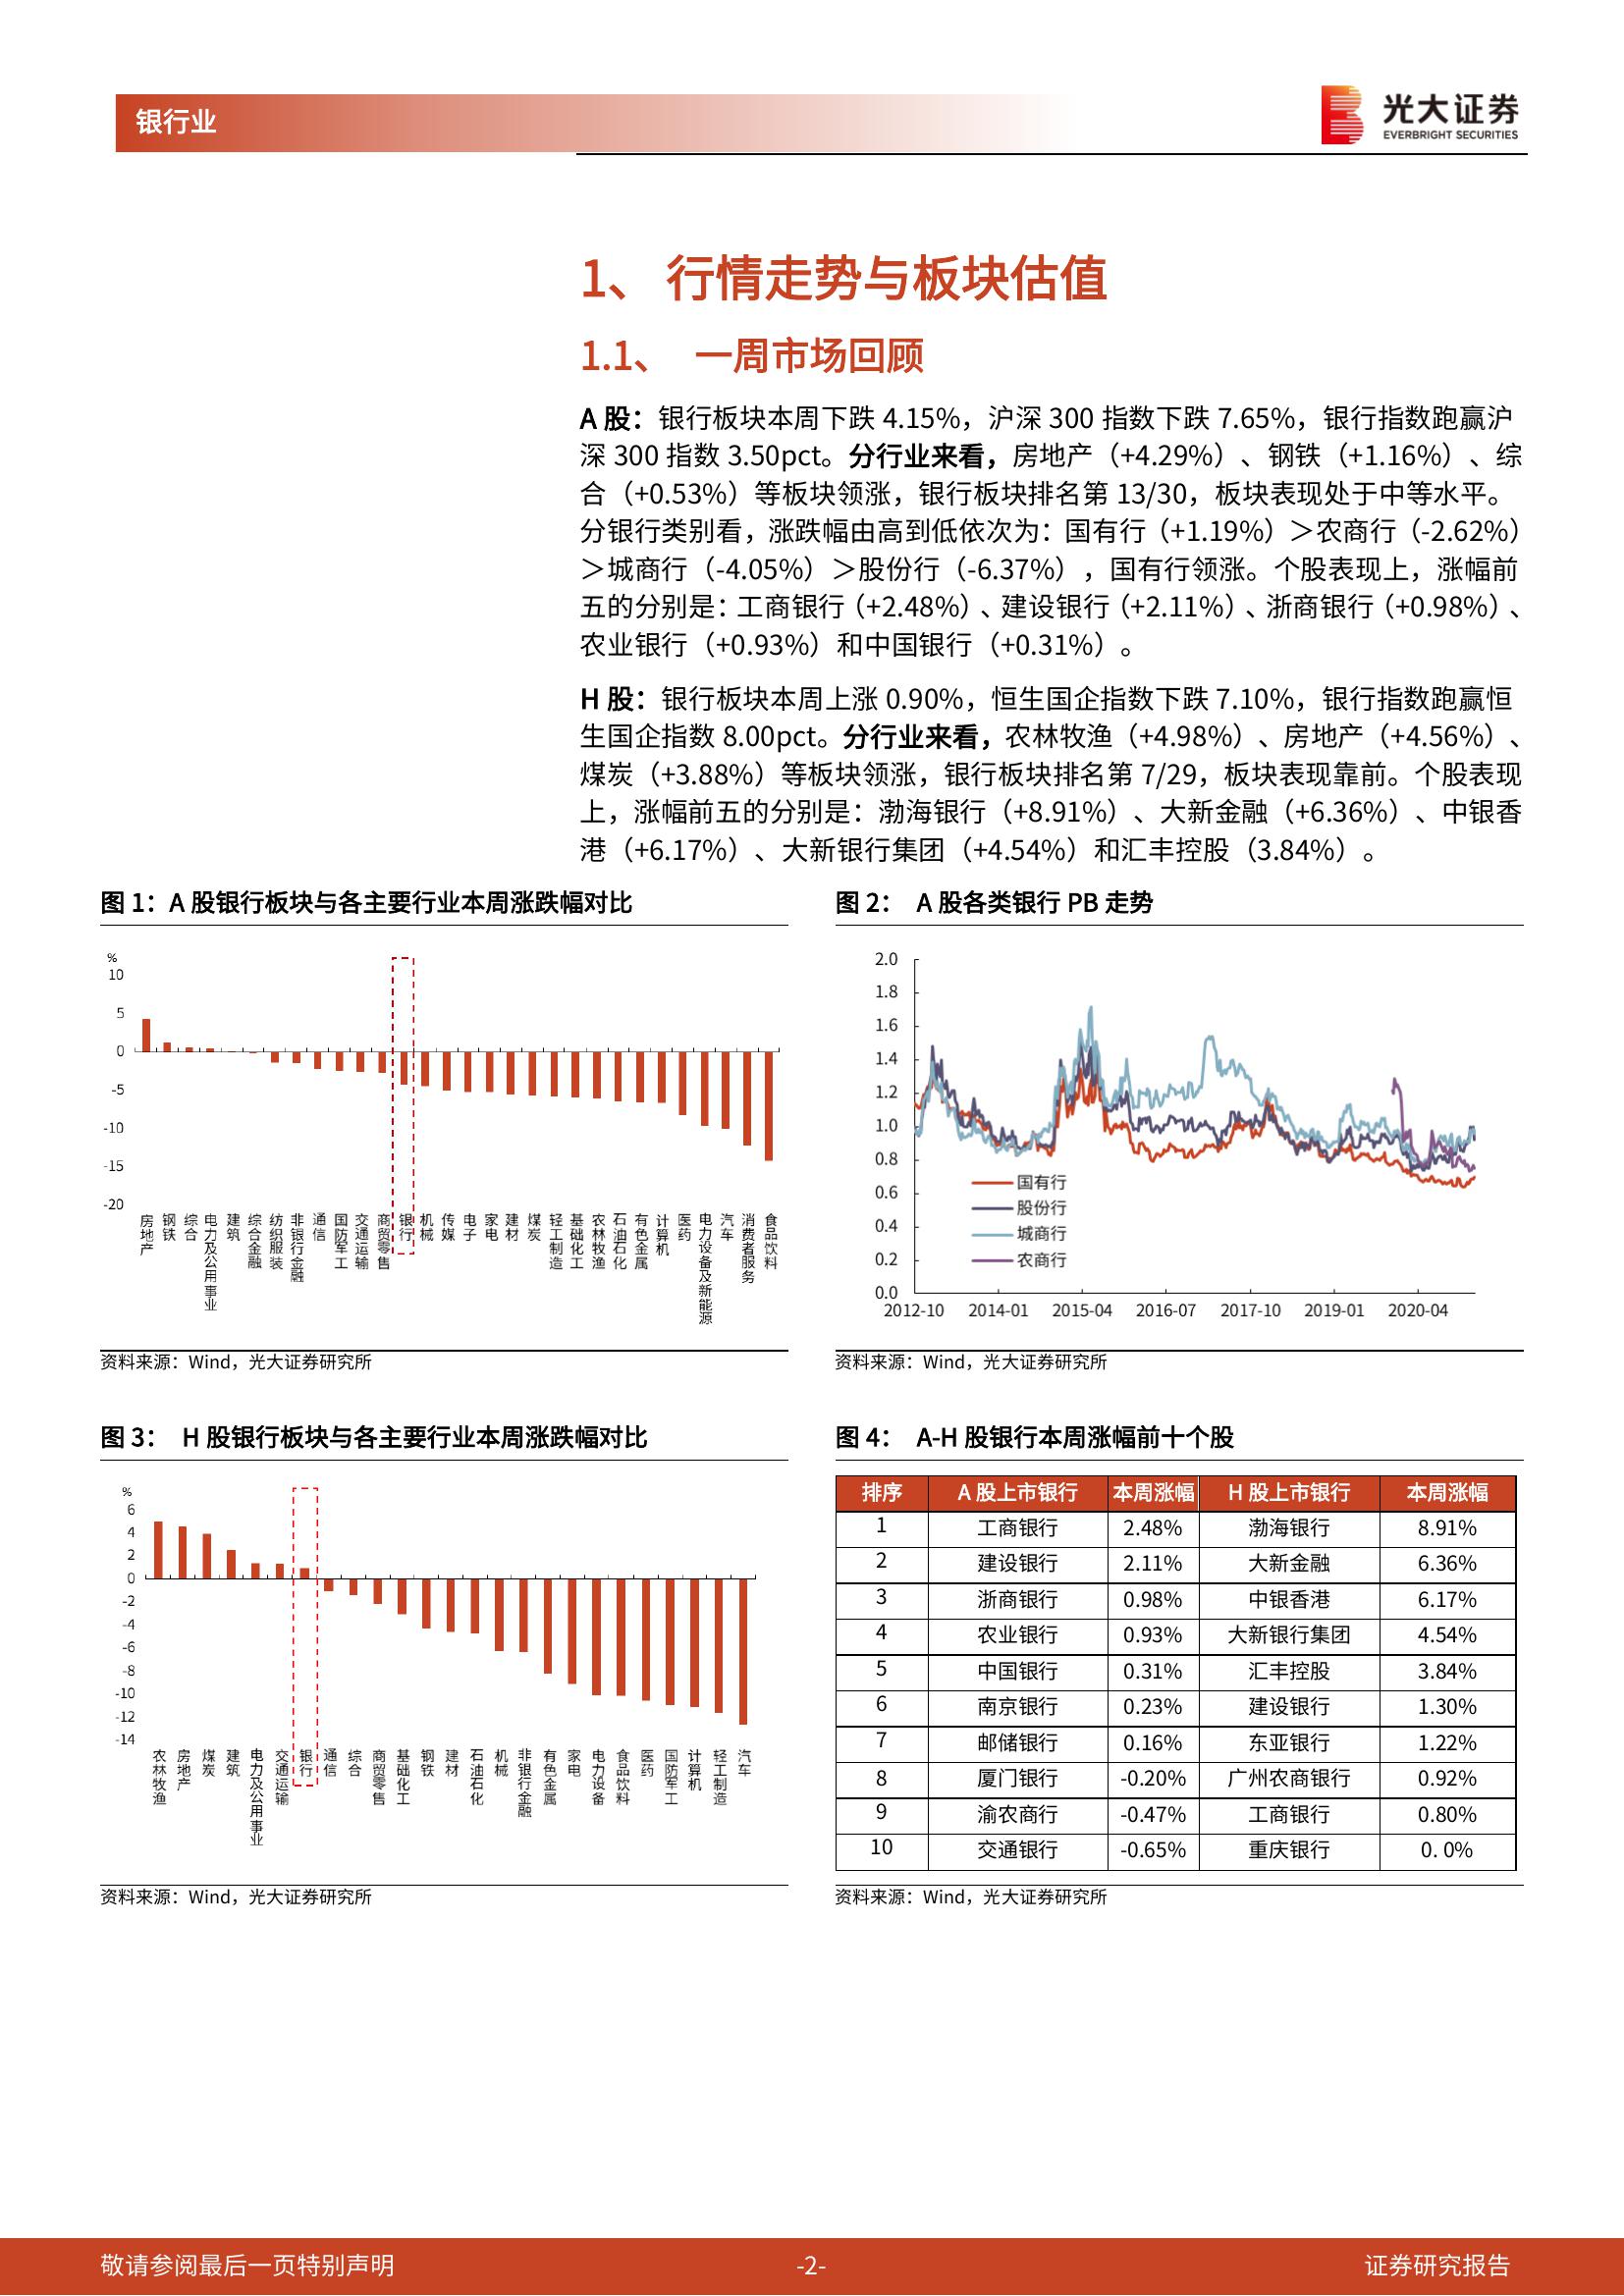 银行业
光大证券
EVERBRIGHT SECURITIES
1、 行情走势与板块估值
1.1、 一周市场回顾
A 股：银行板块本周下跌 4.15%，沪深 300 指数下跌 7.65%，银行指数跑赢沪
深 300 指数 3.50pct。分行业来看，房地产（+4.29%）、钢铁（+1.16%）、综
合（+0.53%）等板块领涨，银行板块排名第 13/30，板块表现处于中等水平。
分银行类别看，涨跌幅由高到低依次为：国有行（+1.19%）＞农商行（-2.62%）
＞城商行（-4.05%）＞股份行（-6.37%），国有行领涨。个股表现上，涨幅前
五的分别是：工商银行（+2.48%）、建设银行（+2.11%）、浙商银行（+0.98%）、
农业银行（+0.93%）和中国银行（+0.31%）。
H 股：银行板块本周上涨 0.90%，恒生国企指数下跌 7.10%，银行指数跑赢恒
生国企指数 8.00pct。分行业来看，农林牧渔（+4.98%）、房地产（+4.56%）、
煤炭（+3.88%）等板块领涨，银行板块排名第 7/29，板块表现靠前。个股表现
上，涨幅前五的分别是：渤海银行（+8.91%）、大新金融（+6.36%）、中银香
港（+6.17%）、大新银行集团（+4.54%）和汇丰控股（3.84%）。
图 1：A 股银行板块与各主要行业本周涨跌幅对比
%
10
5
0
-5
-10
-15
-20
房地产
钢铁
综合
电力及公用事业
建筑
综合金融
纺织服装
非银行金融
通信
国防军工
交通运输
商贸零售
银行
机械
传媒
电子
家电
建材
煤炭
轻工制造
基础化工
农林牧渔
石油石化
有色金属
计算机
医药
电力设备及新能源
汽车
消费者服务
食品饮料
资料来源：Wind，光大证券研究所
图 2： A 股各类银行 PB 走势
2.0
1.8
1.6
1.4
1.2
1.0
0.8
0.6
0.4
0.2
0.0
国有行
股份行
城商行
农商行
2012-10 2014-01 2015-04 2016-07 2017-10 2019-01 2020-04
资料来源：Wind，光大证券研究所
图 3： H 股银行板块与各主要行业本周涨跌幅对比
%
6
4
2
0
-2
-4
-6
-8
-10
-12
-14
农林牧渔
房地产
煤炭
建筑
电力及公用事业
交通运输
银行
通信
综合
商贸零售
基础化工
钢铁
建材
石油石化
机械
非银行金融
有色金属
家电
电力设备
食品饮料
医药
国防军工
计算机
轻工制造
汽车
资料来源：Wind，光大证券研究所
图 4： A-H 股银行本周涨幅前十个股
排序 A 股上市银行 本周涨幅 H 股上市银行 本周涨幅
1 工商银行 2.48% 渤海银行 8.91%
2 建设银行 2.11% 大新金融 6.36%
3 浙商银行 0.98% 中银香港 6.17%
4 农业银行 0.93% 大新银行集团 4.54%
5 中国银行 0.31% 汇丰控股 3.84%
6 南京银行 0.23% 建设银行 1.30%
7 邮储银行 0.16% 东亚银行 1.22%
8 厦门银行 -0.20% 广州农商银行 0.92%
9 渝农商行 -0.47% 工商银行 0.80%
10 交通银行 -0.65% 重庆银行 0. 0%
资料来源：Wind，光大证券研究所
敬请参阅最后一页特别声明 -2- 证券研究报告